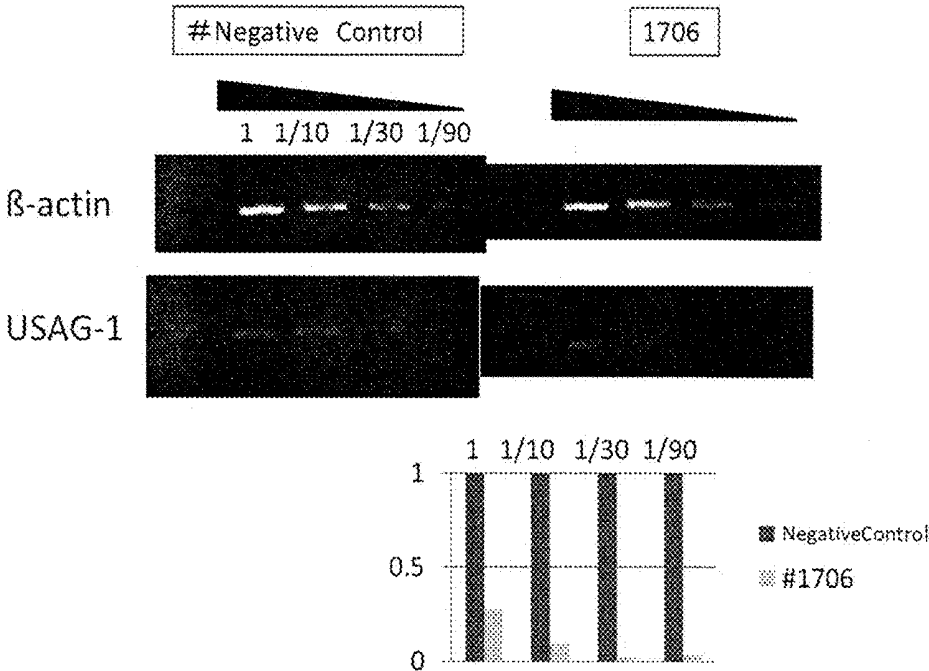 #Negative Control
1706
1 1/10 1/30 1/90
ß-actin
USAG-1
1 1/10 1/30 1/90
1
0.5
0
NegativeControl
#1706